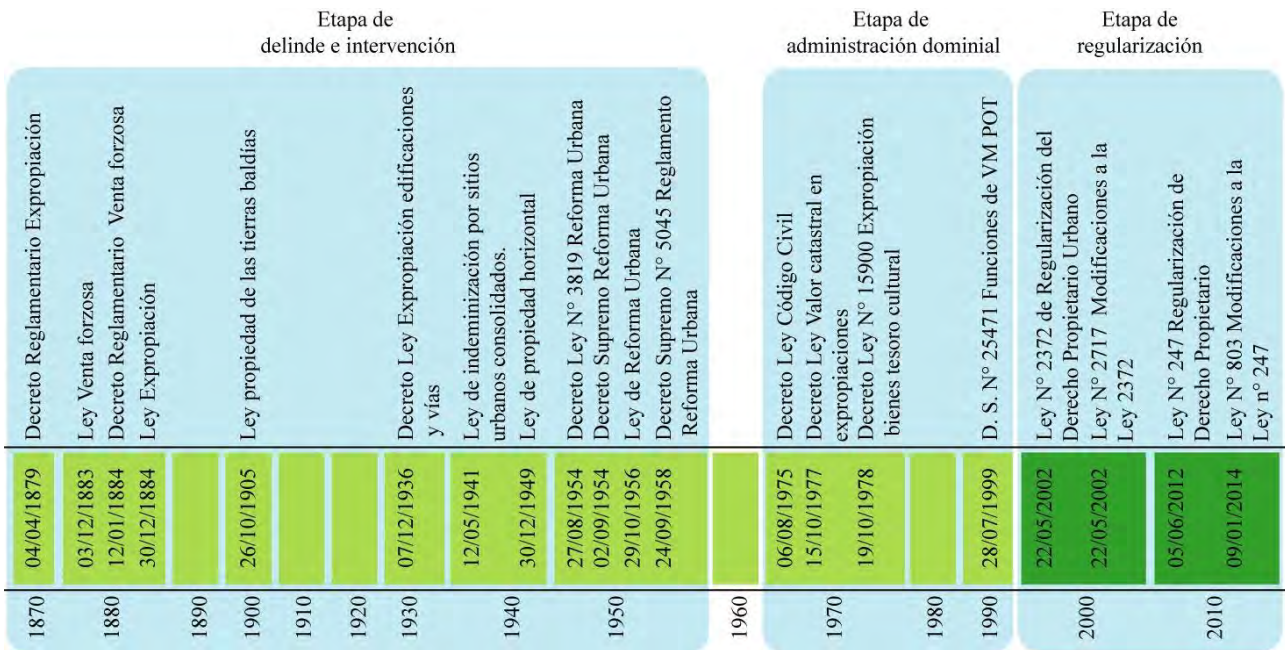 Etapa de
delinde e intervención
Etapa de
administración dominial
Etapa de
regularización
Decreto Reglamentario Expropiación
Ley Venta forzosa
Decreto Reglamentario Venta forzosa
Ley Expropiación
Ley propiedad de las tierras baldías
Decreto Ley Expropiación edificaciones
y vías
Ley de indeminización por sitios
urbanos consolidados.
Ley de propiedad horizontal
Decreto Ley N° 3819 Reforma Urbana
Decreto Supremo Reforma Urbana
Ley de Reforma Urbana
Decreto Supremo N° 5045 Reglamento
Reforma Urbana
Decreto Ley Código Civil
Decreto Ley Valor catastral en
expropiaciones
Decreto Ley N° 15900 Expropiación
bienes tesoro cultural
D. S. N° 25471 Funciones de VM POT
Ley N° 2372 de Regularización del
Derecho Propietario Urbano
Ley N° 2717 Modificaciones a la
Ley 2372
Ley N° 247 Regularización de
Derecho Propietario
Ley N° 803 Modificaciones a la
Ley n° 247
04/04/1879
03/12/1883
12/01/1884
30/12/1884
26/10/1905
07/12/1936
12/05/1941
30/12/1949
27/08/1954
02/09/1954
29/10/1956
24/09/1958
06/08/1975
15/10/1977
19/10/1978
28/07/1999
22/05/2002
22/05/2002
05/06/2012
09/01/2014
1870
1880
1890
1900
1910
1920
1930
1940
1950
1960
1970
1980
1990
2000
2010